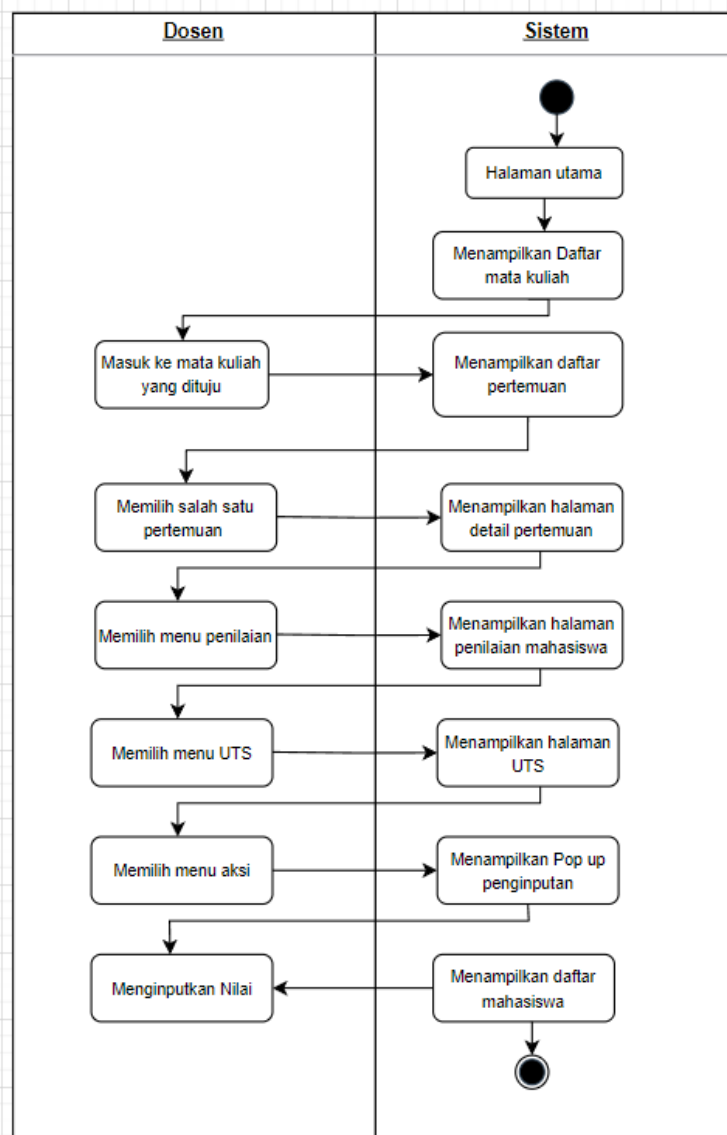 Dosen
Sistem
Halaman utama
Menampilkan Daftar
mata kuliah
Masuk ke mata kuliah
yang dituju
Menampilkan daftar
pertemuan
Memilih salah satu
pertemuan
Menampilkan halaman
detail pertemuan
Memilih menu penilaian
Menampilkan halaman
penilaian mahasiswa
Memilih menu UTS
Menampilkan halaman
UTS
Memilih menu aksi
Menampilkan Pop up
penginputan
Menginputkan Nilai
Menampilkan daftar
mahasiswa